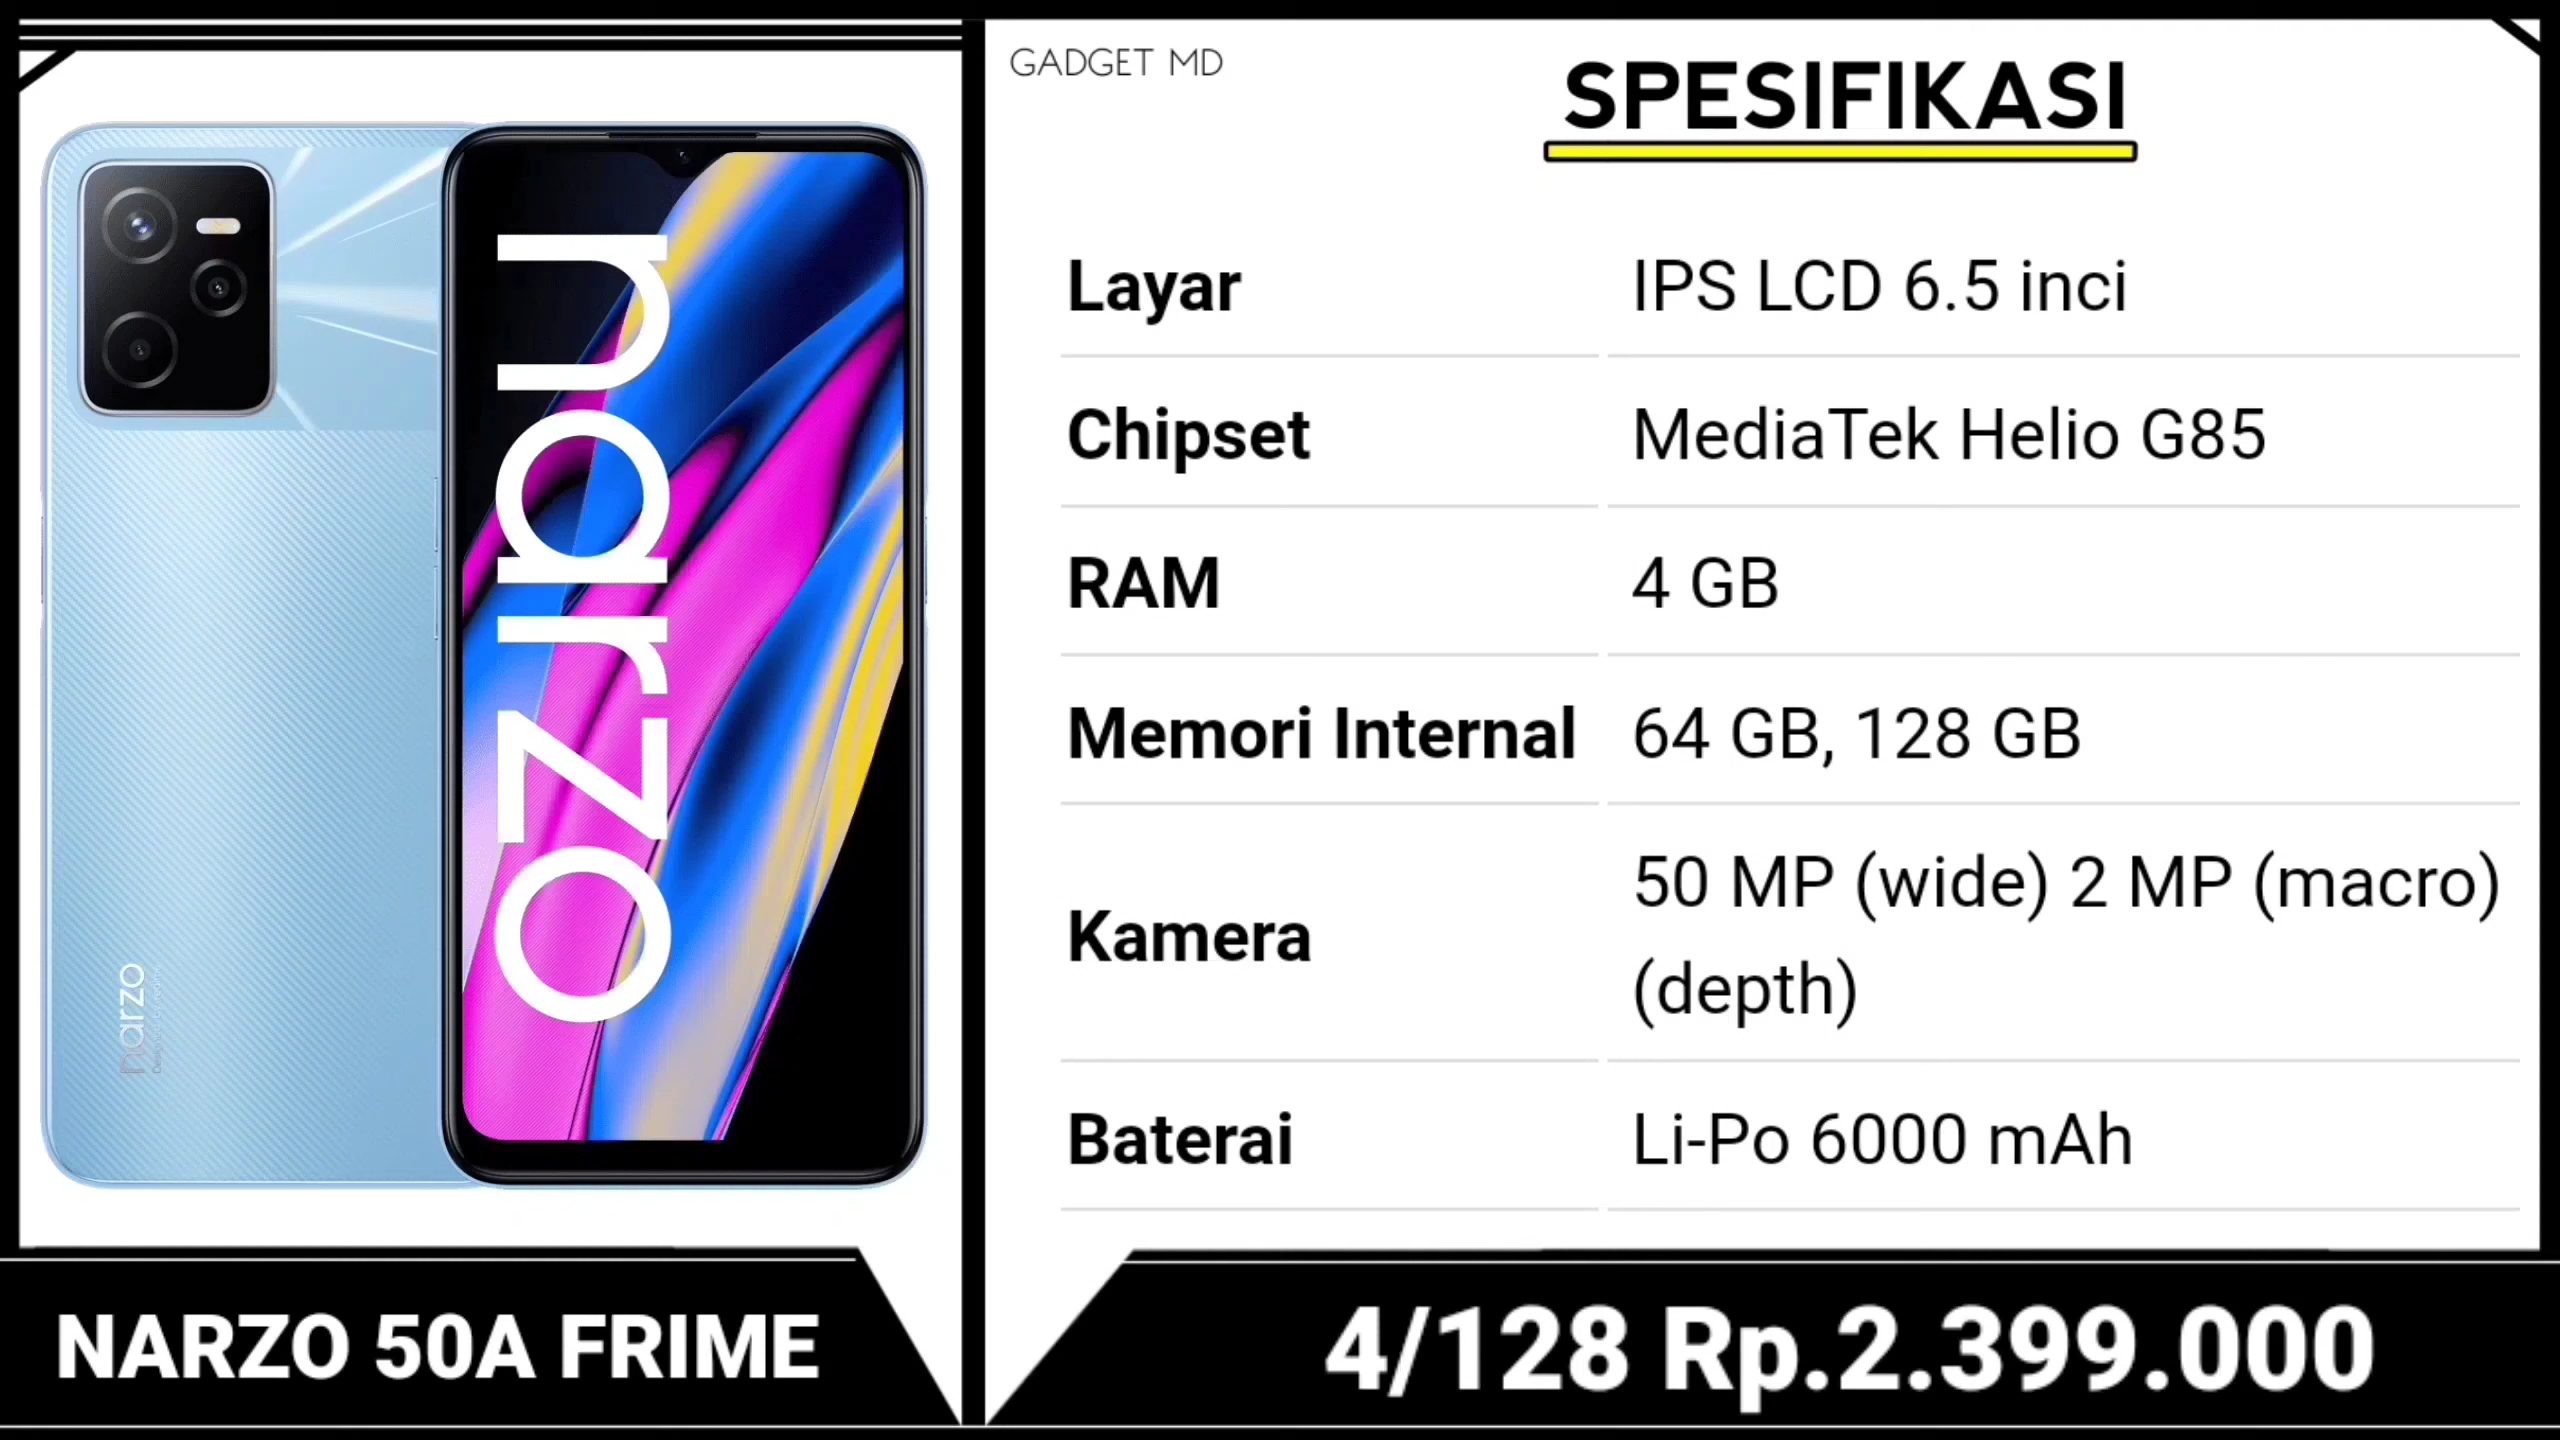 GADGET MD
SPESIFIKASI
narzo
narzo
Layar IPS LCD 6.5 inci
Chipset MediaTek Helio G85
RAM 4 GB
Memori Internal 64 GB, 128 GB
Kamera 50 MP (wide) 2 MP (macro)
(depth)
Baterai Li-Po 6000 mAh
NARZO 50A FRIME
4/128 Rp.2.399.000